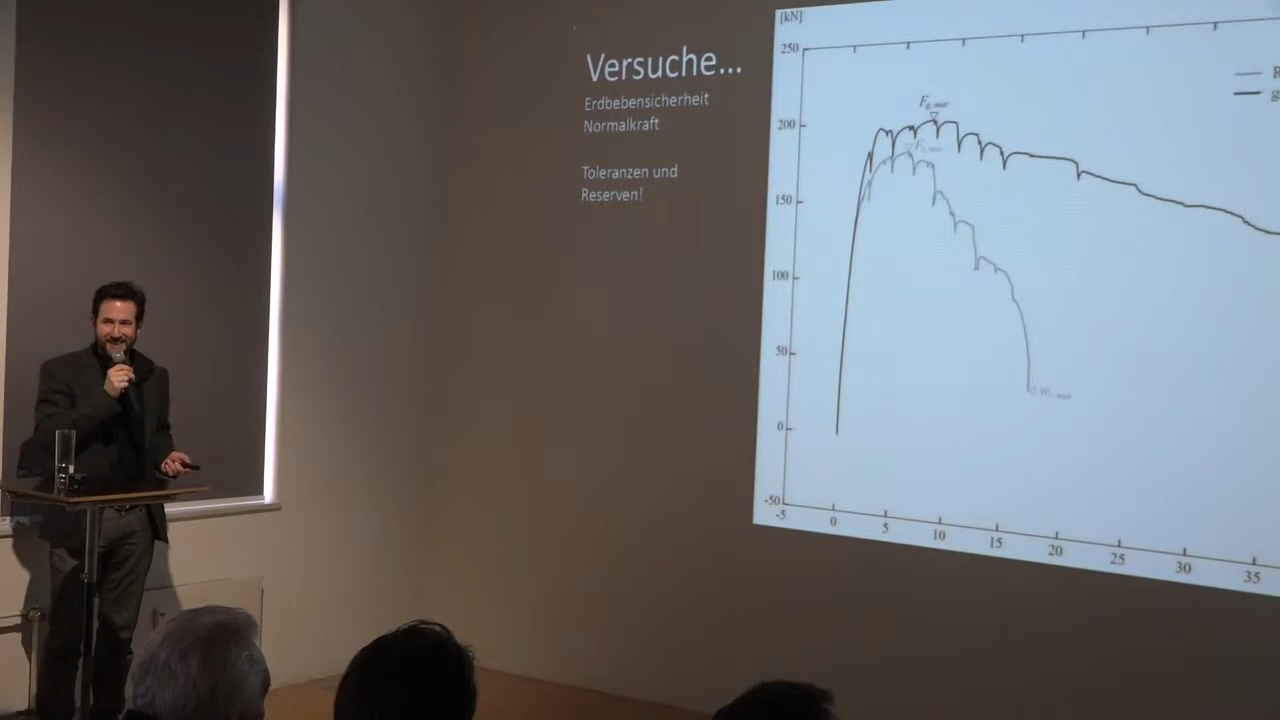 Versuche...
Erdbebensicherheit
Normalkraft
Toleranzen und
Reserven!
[kN]
250
200
150
100
50
0
-50
-5 0 5 10 15 20 25 30 35